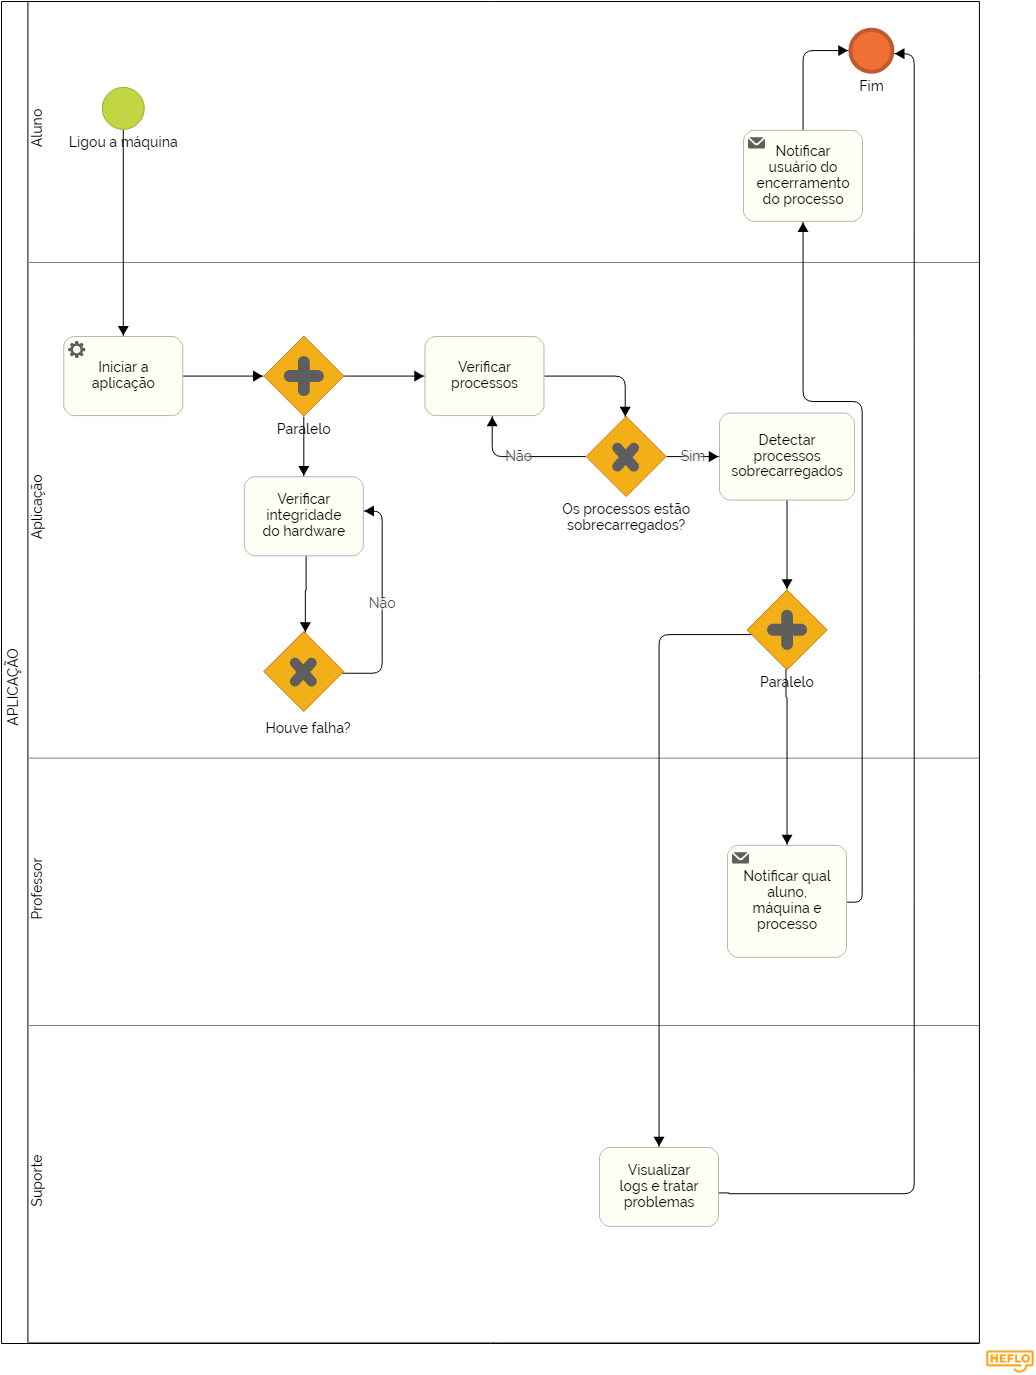 APLICAÇÃO
Aluno
Ligou a máquina
Fim
Notificar
usuário do
encerramento
do processo
Aplicação
Iniciar a
aplicação
Paralelo
Verificar
processos
Não
Sim
Os processos estão
sobrecarregados?
Detectar
processos
sobrecarregados
Verificar
integridade
do hardware
Não
Houve falha?
Paralelo
Professor
Notificar qual
aluno,
máquina e
processo
Suporte
Visualizar
logs e tratar
problemas
HEFLO